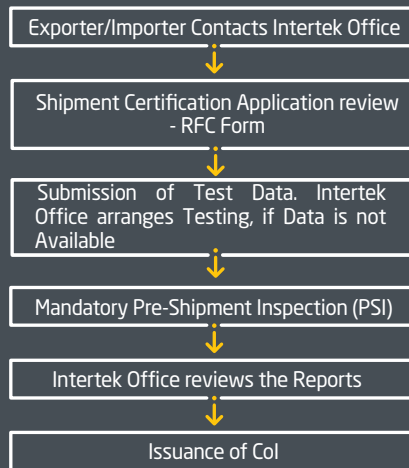 Exporter/Importer Contacts Intertek Office
Shipment Certification Application review
- RFC Form
Submission of Test Data. Intertek
Office arranges Testing, if Data is not
Available
Mandatory Pre-Shipment Inspection (PSI)
Intertek Office reviews the Reports
Issuance of CoI